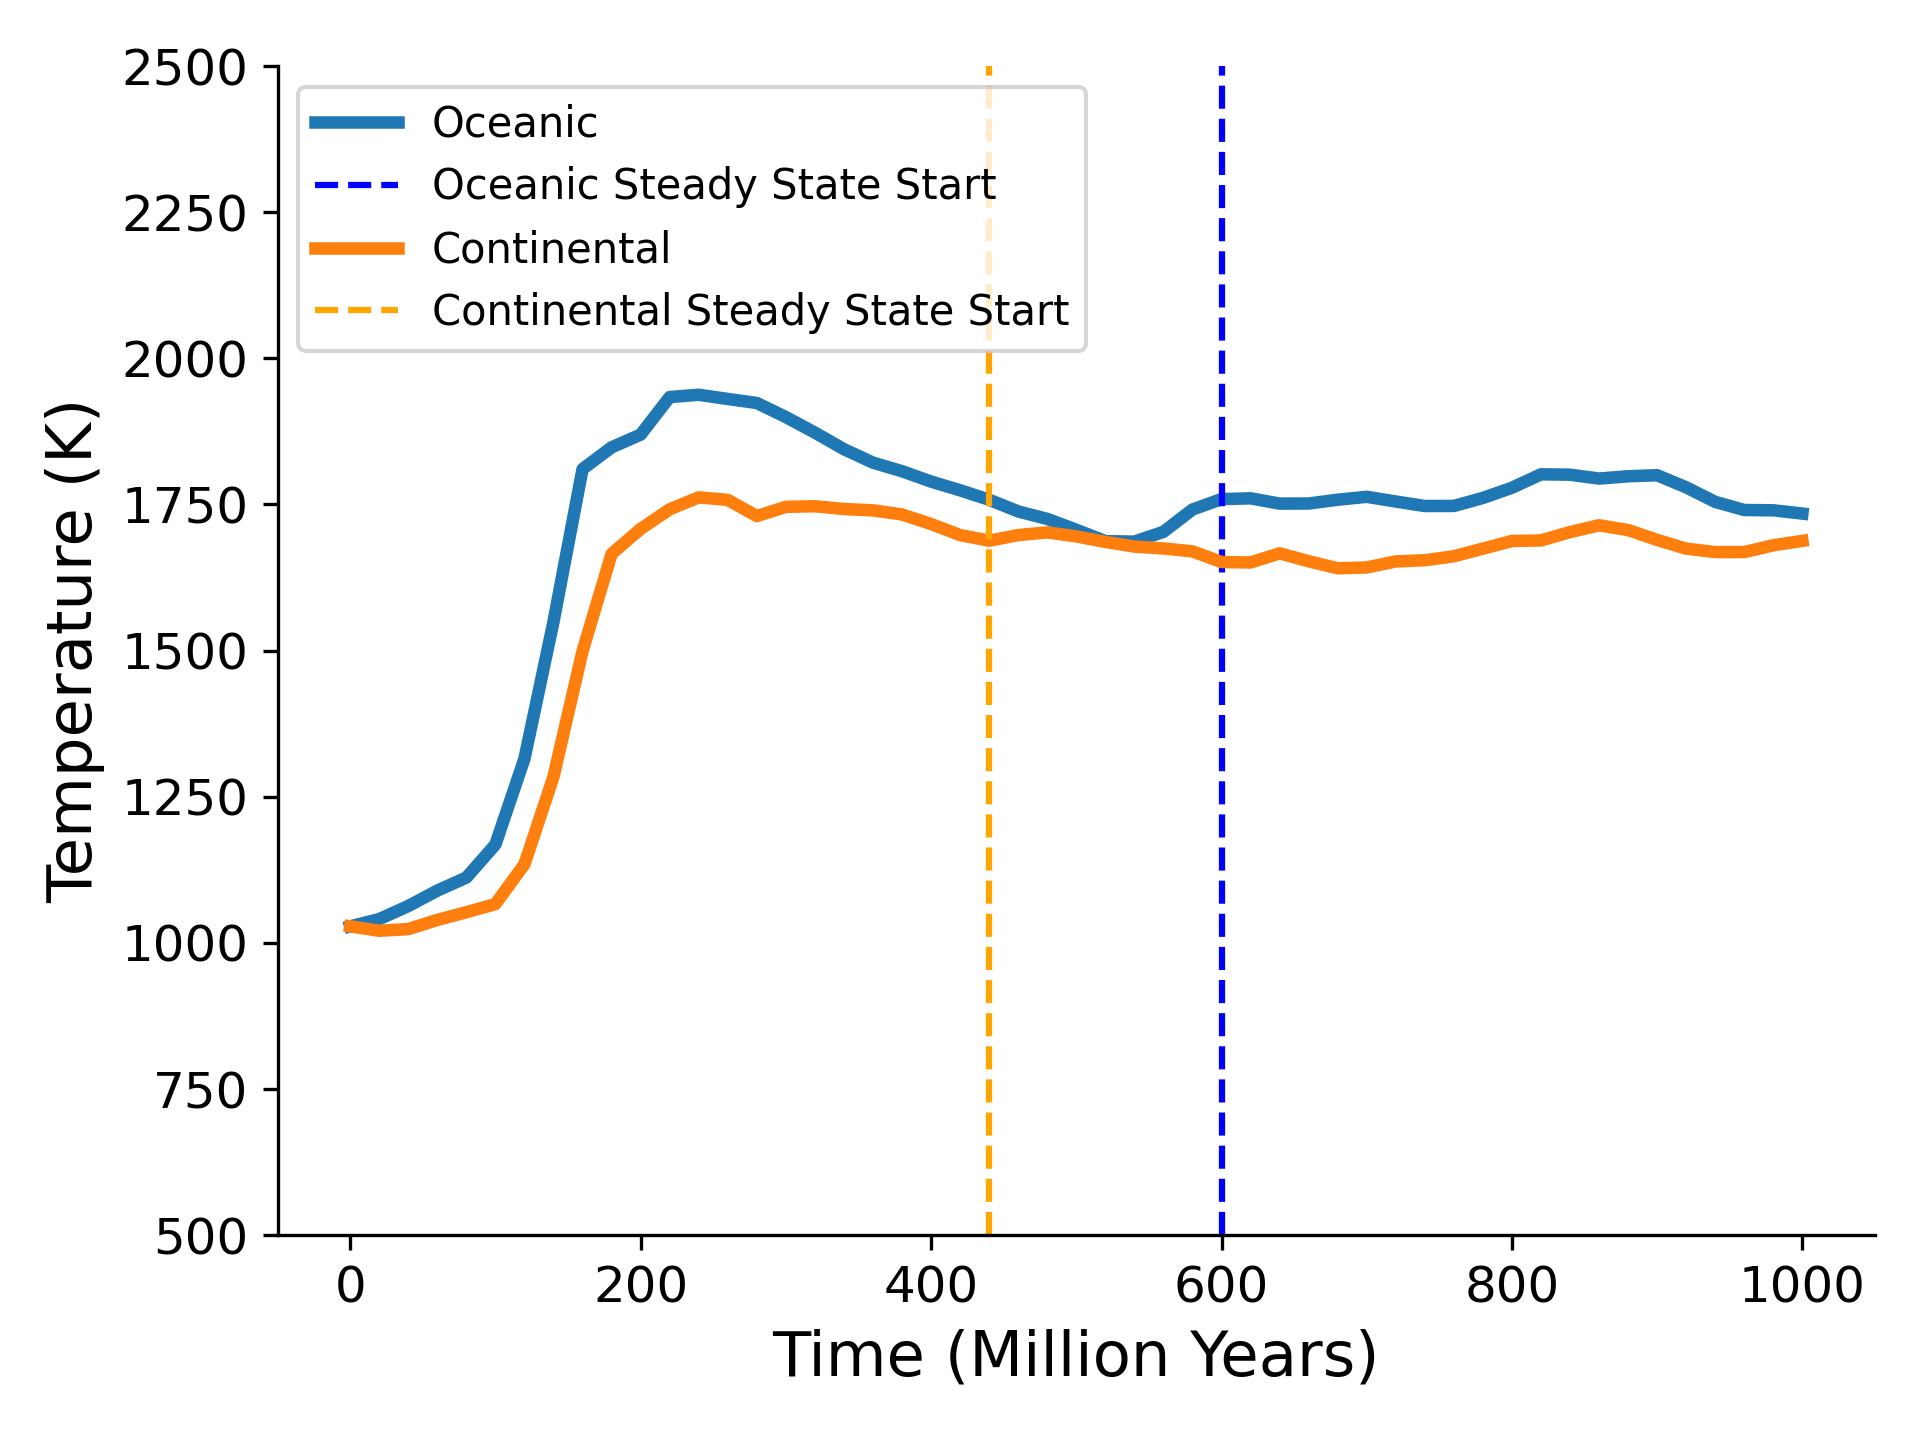 2500
2250
2000
1750
1500
1250
1000
750
500
Temperature (K)
Oceanic
Oceanic Steady State Start
Continental
Continental Steady State Start
0 200 400 600 800 1000
Time (Million Years)